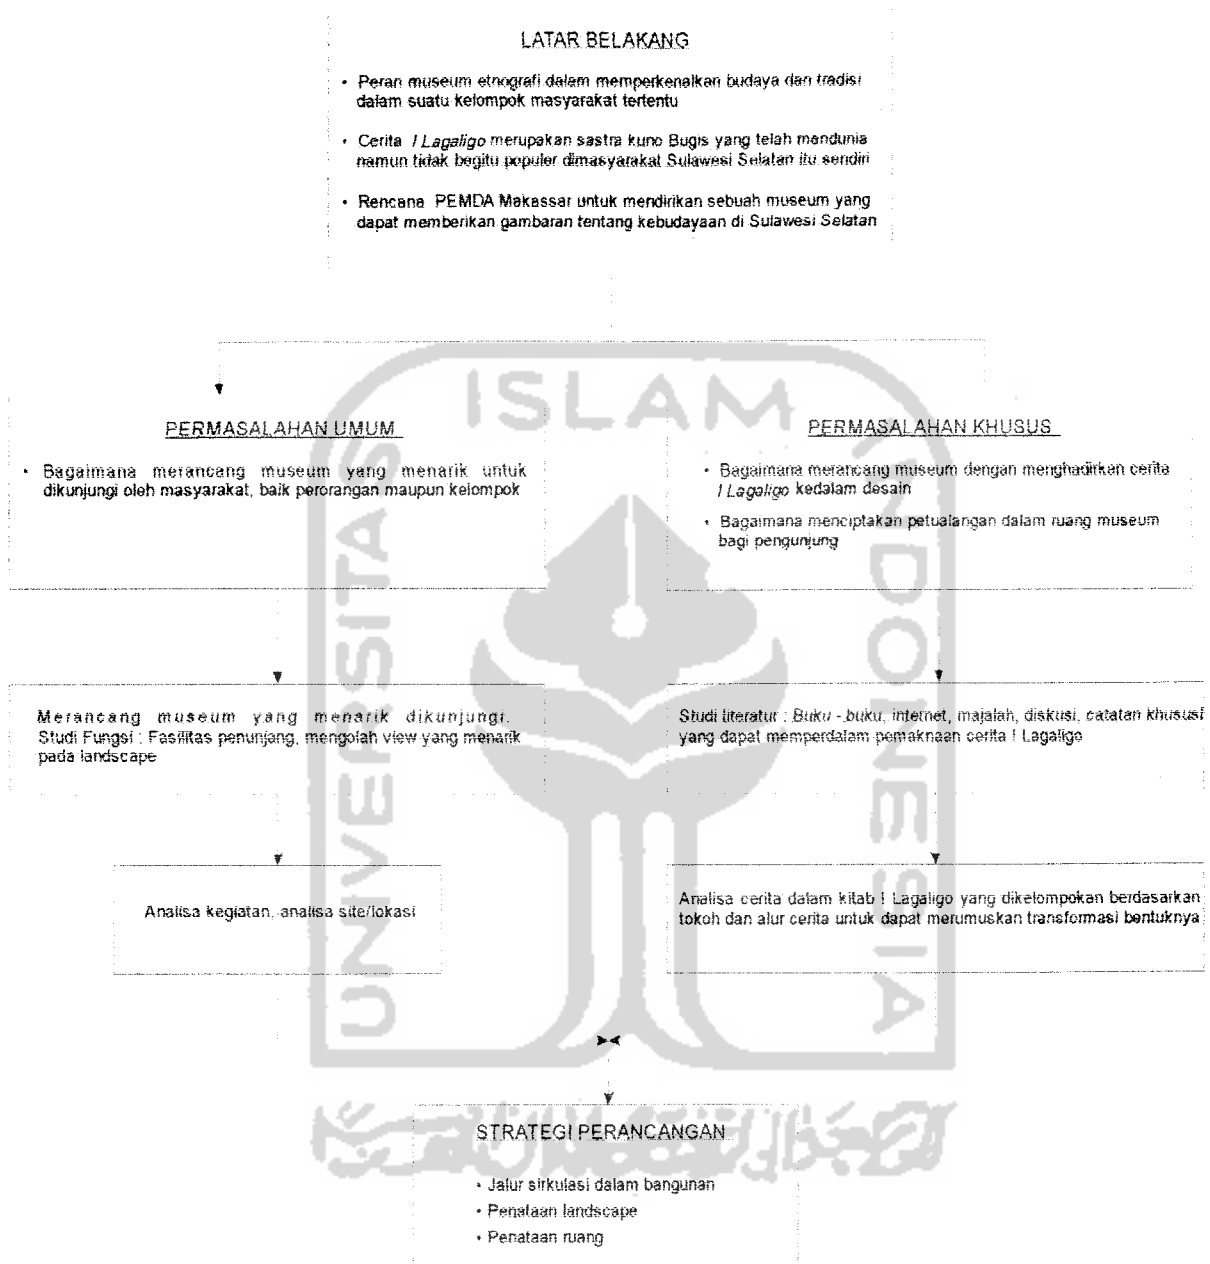 LATAR BELAKANG
• Peran museum etnografi dalam memperkenalkan budaya dan tradisi
dalam suatu kelompok masyarakat tertentu
• Cerita I Lagaligo merupakan sastra kuno Bugis yang telah mendunia
namun tidak begitu populer dimasyarakat Sulawesi Selatan itu sendiri
• Rencana PEMDA Makassar untuk mendirikan sebuah museum yang
dapat memberikan gambaran tentang kebudayaan di Sulawesi Selatan
PERMASALAHAN UMUM
• Bagaimana merancang museum yang menarik untuk
dikunjungi oleh masyarakat, baik perorangan maupun kelompok
PERMASALAHAN KHUSUS
• Bagaimana merancang museum dengan menghadirkan cerita
I Lagaligo kedalam desain
• Bagaimana menciptakan petualangan dalam ruang museum
bagi pengunjung
Merancang museum yang menarik dikunjungi.
Studi Fungsi : Fasilitas penunjang, mengolah view yang menarik
pada landscape
Studi literatur : Buku - buku, internet, majalah, diskusi, catatan khususi
yang dapat memperdalam pemaknaan cerita I Lagaligo
Analisa kegiatan, analisa site/lokasi
Analisa cerita dalam kitab I Lagaligo yang dikelompokan berdasarkan
tokoh dan alur cerita untuk dapat merumuskan transformasi bentuknya
STRATEGI PERANCANGAN
• Jalur sirkulasi dalam bangunan
• Penataan landscape
• Penataan ruang
UNIVERSITAS
ISLAM
INDONESIA